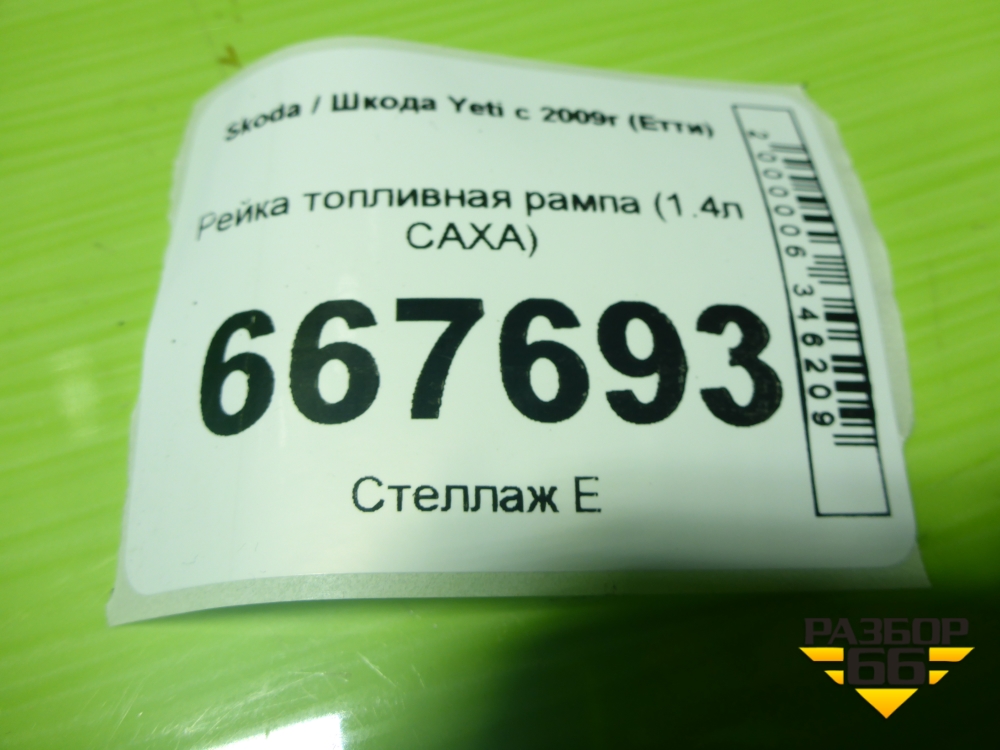 Skoda / Шкода Yeti с 2009г (Етти)
Рейка топливная рампа (1.4л
CAXA)
667693
Стеллаж Е
2000006346209
РАЗБОР
66